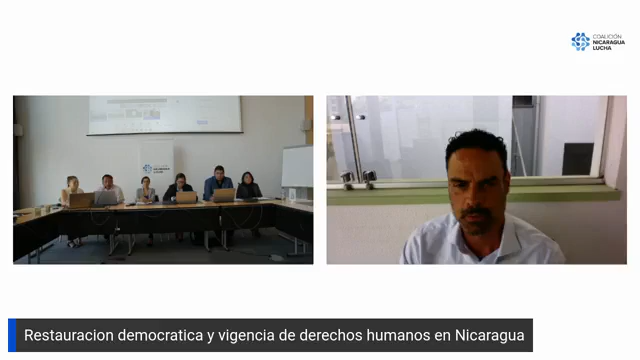 COALICIÓN
NICARAGUA
LUCHA
Restauracion democratica y vigencia de derechos humanos en Nicaragua